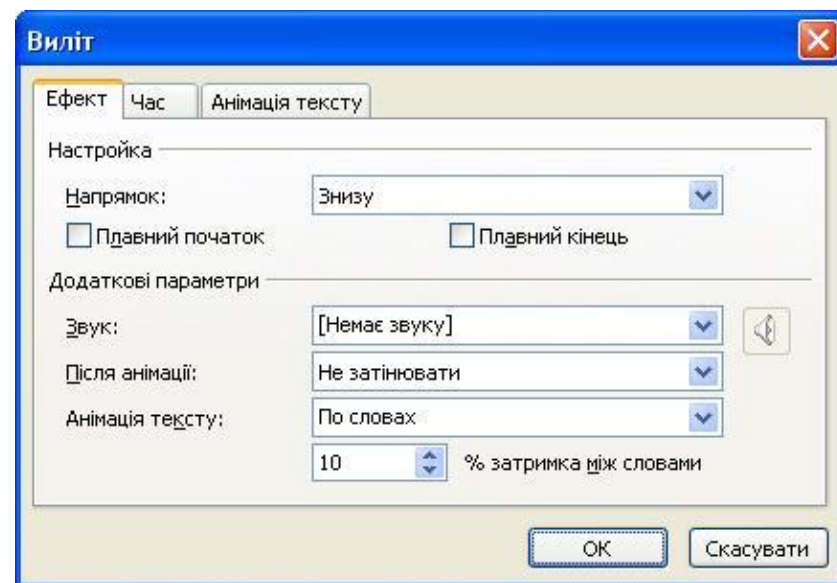 Виліт
Ефект Час Анімація тексту
Настройка
Напрямок: Знизу
Плавний початок Плавний кінець
Додаткові параметри
Звук: [Немає звуку]
Після анімації: Не затінювати
Анімація тексту: По словах
10 % затримка між словами
ОК Скасувати